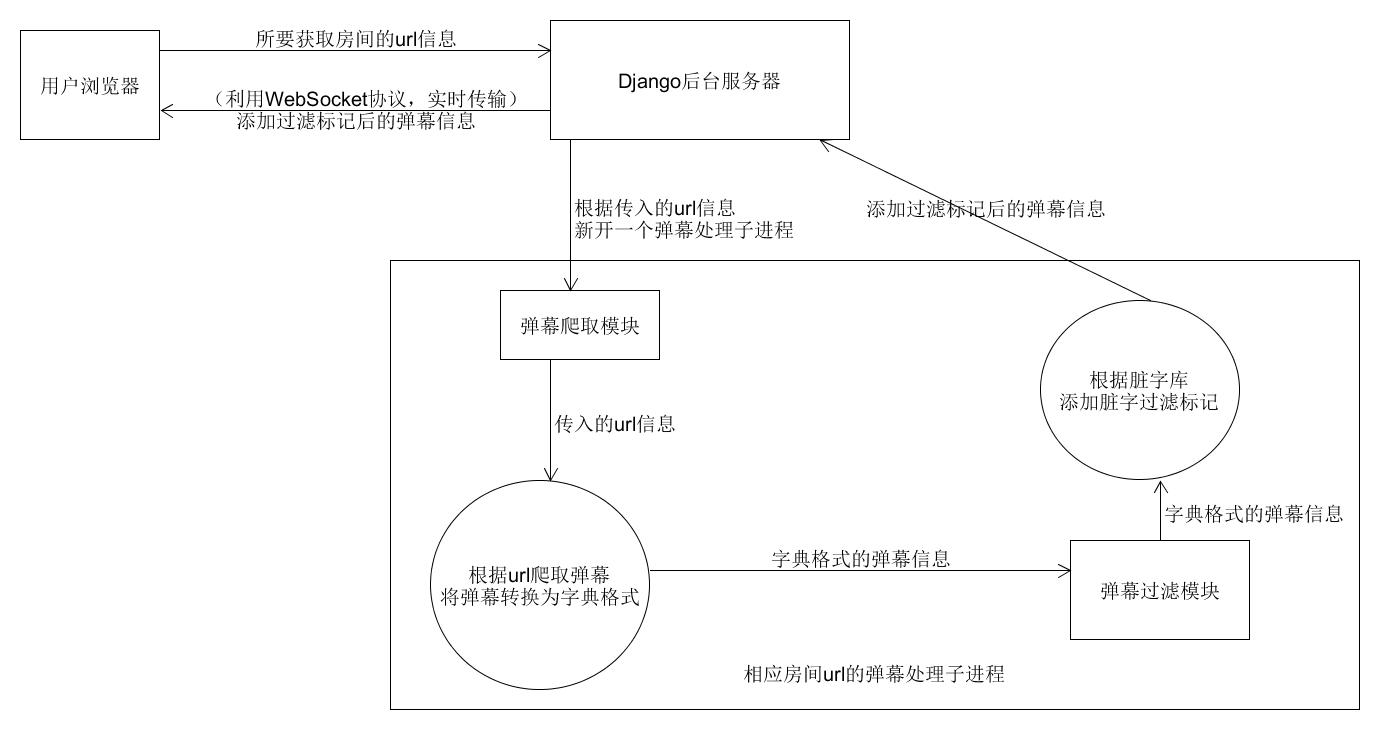 所要获取房间的url信息
用户浏览器
Django后台服务器
（利用WebSocket协议，实时传输）
添加过滤标记后的弹幕信息
根据传入的url信息
新开一个弹幕处理子进程
添加过滤标记后的弹幕信息
弹幕爬取模块
根据脏字库
添加脏字过滤标记
传入的url信息
字典格式的弹幕信息
字典格式的弹幕信息
根据url爬取弹幕
将弹幕转换为字典格式
弹幕过滤模块
相应房间url的弹幕处理子进程